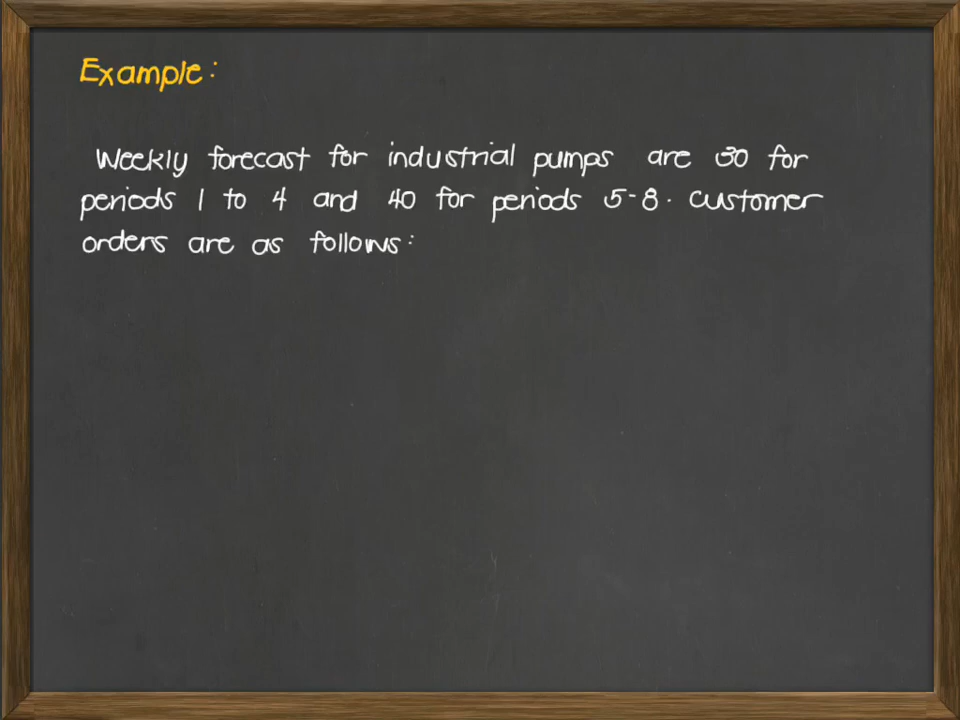 Example:
Weekly forecast for industrial pumps are 30 for
periods 1 to 4 and 40 for periods 5-8. Customer
orders are as follows: